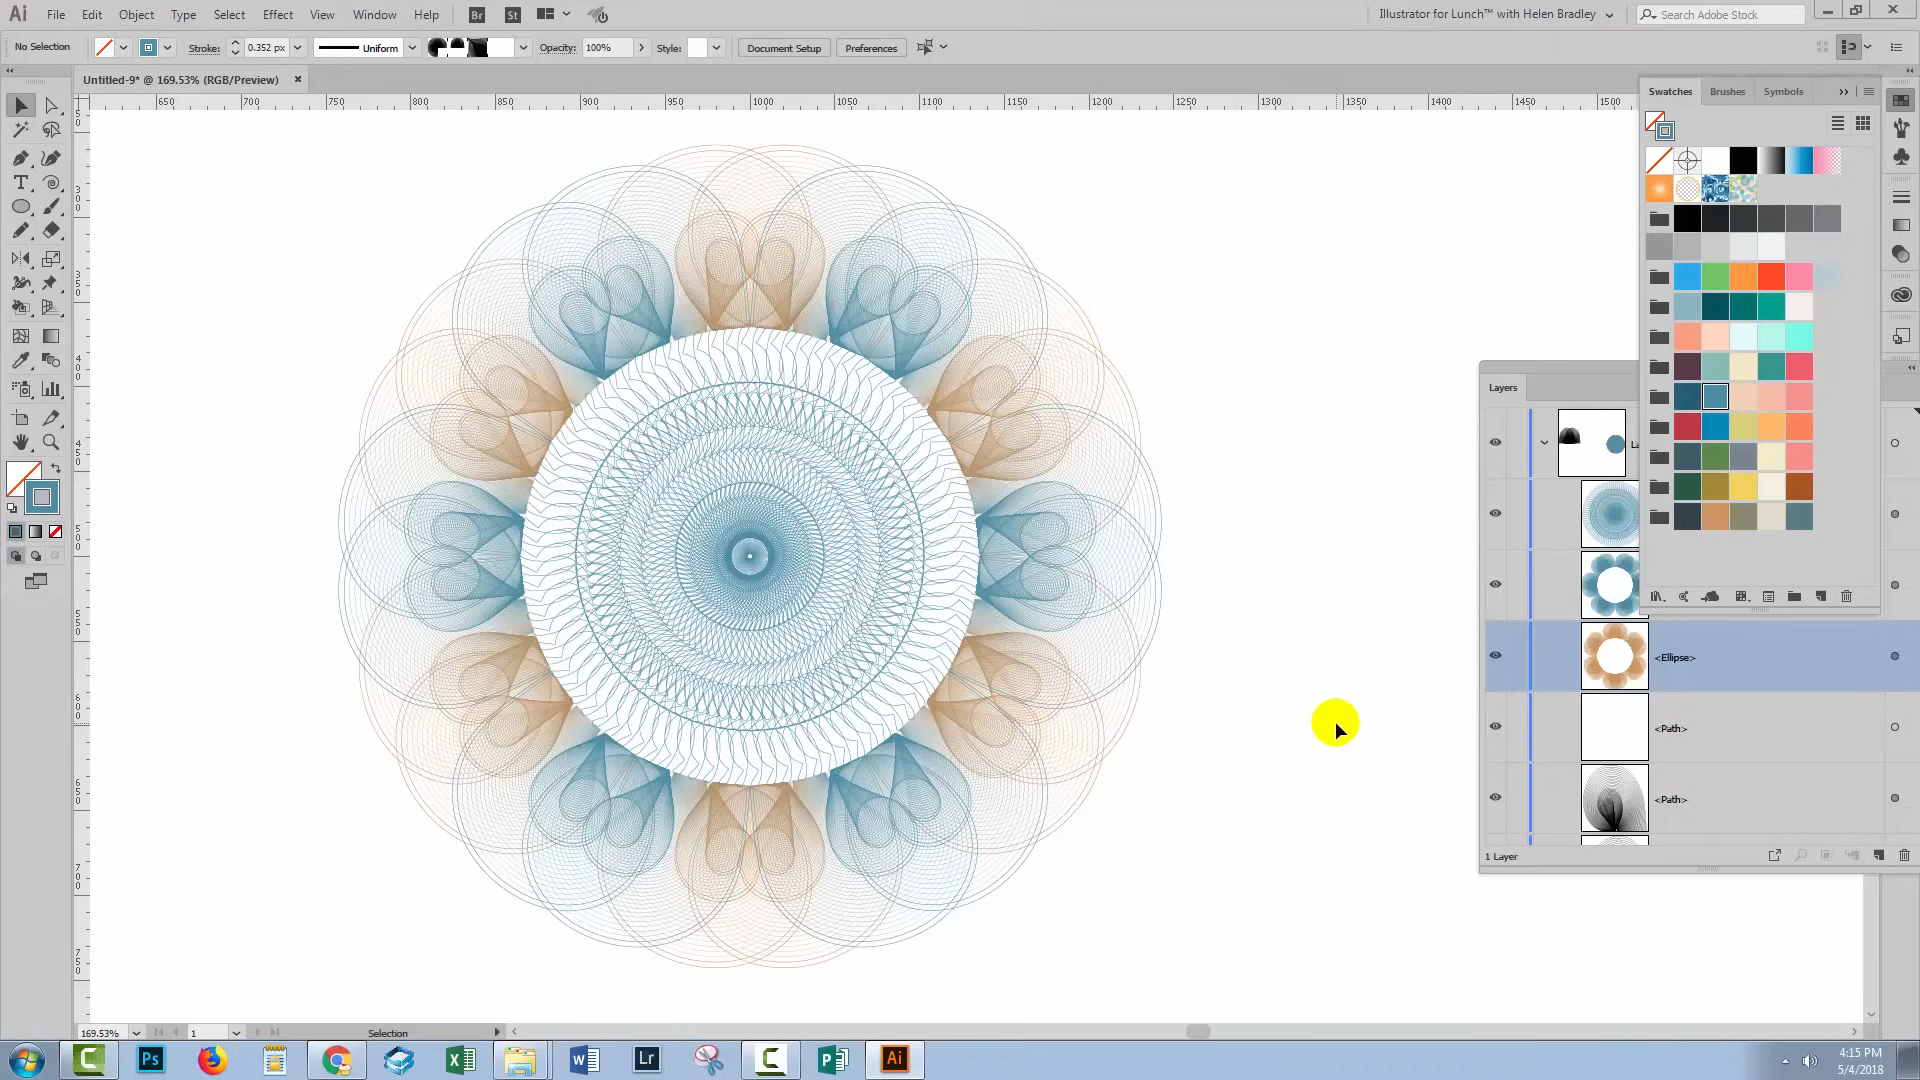 Ai File Edit Object Type Select Effect View Window Help Br St Illustrator for Lunch™ with Helen Bradley Search Adobe Stock
No Selection Stroke: 0.352 px Uniform Opacity: 100% Style: Document Setup Preferences
Untitled-9* @ 169.53% (RGB/Preview)
650 700 750 800 850 900 950 1000 1050 1100 1150 1200 1250 1300 1350 1400 1450 1500
Swatches Brushes Symbols
Layers
La
<Ellipse>
<Path>
<Path>
1 Layer
169.53% 1 Selection
Ps W Lr C P Ai
4:15 PM
5/4/2018